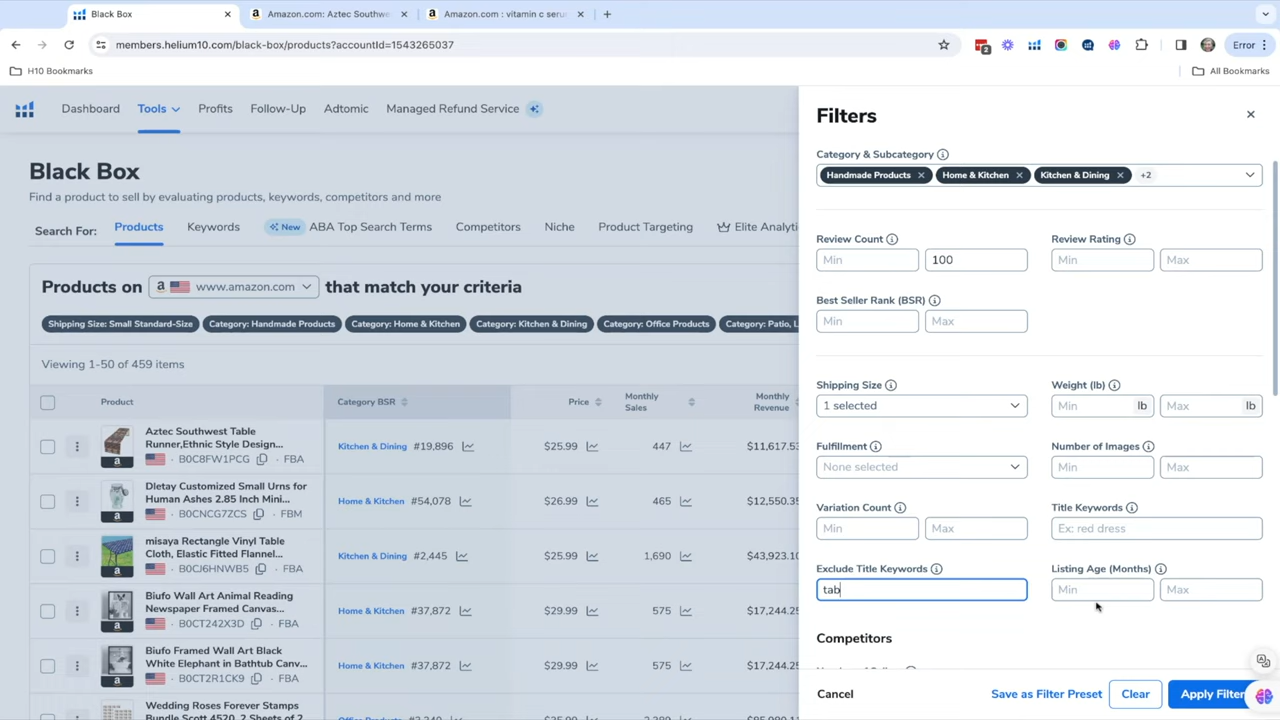 Black Box
Amazon.com: Aztec Southwe
Amazon.com : vitamin c seru
members.helium10.com/black-box/products?accountId=1543265037
2
Error
H10 Bookmarks
All Bookmarks
Dashboard
Tools
Profits
Follow-Up
Adtomic
Managed Refund Service
Black Box
Find a product to sell by evaluating products, keywords, competitors and more
Search For:
Products
Keywords
New
ABA Top Search Terms
Competitors
Niche
Product Targeting
Elite Analyti
Products on
www.amazon.com
that match your criteria
Shipping Size: Small Standard-Size
Category: Handmade Products
Category: Home & Kitchen
Category: Kitchen & Dining
Category: Office Products
Category: Patio, L
Viewing 1-50 of 459 items
Product
Category BSR
Price
Monthly
Sales
Monthly
Revenue
Aztec Southwest Table
Runner,Ethnic Style Design...
B0C8FW1PCG
FBA
Kitchen & Dining #19,896
$25.99
447
$11,617.53
Dletay Customized Small Urns for
Human Ashes 2.85 Inch Mini...
B0CNCG7ZCS
FBM
Home & Kitchen #54,078
$26.99
465
$12,550.35
misaya Rectangle Vinyl Table
Cloth, Elastic Fitted Flannel...
B0CJ6HNWB5
FBA
Kitchen & Dining #2,445
$25.99
1,690
$43,923.10
Biufo Wall Art Animal Reading
Newspaper Framed Canvas...
B0CT242X3D
FBA
Home & Kitchen #37,872
$29.99
575
$17,244.25
Biufo Framed Wall Art Black
White Elephant in Bathtub Canv...
B0CT2R1CK9
FBA
Home & Kitchen #37,872
$29.99
575
$17,244.25
Wedding Roses Forever Stamps
Filters
Category & Subcategory
Handmade Products
Home & Kitchen
Kitchen & Dining
+2
Review Count
Min
100
Review Rating
Min
Max
Best Seller Rank (BSR)
Min
Max
Shipping Size
1 selected
Weight (lb)
Min
lb
Max
lb
Fulfillment
None selected
Number of Images
Min
Max
Variation Count
Min
Max
Title Keywords
Ex: red dress
Exclude Title Keywords
tab
Listing Age (Months)
Min
Max
Competitors
Cancel
Save as Filter Preset
Clear
Apply Filter